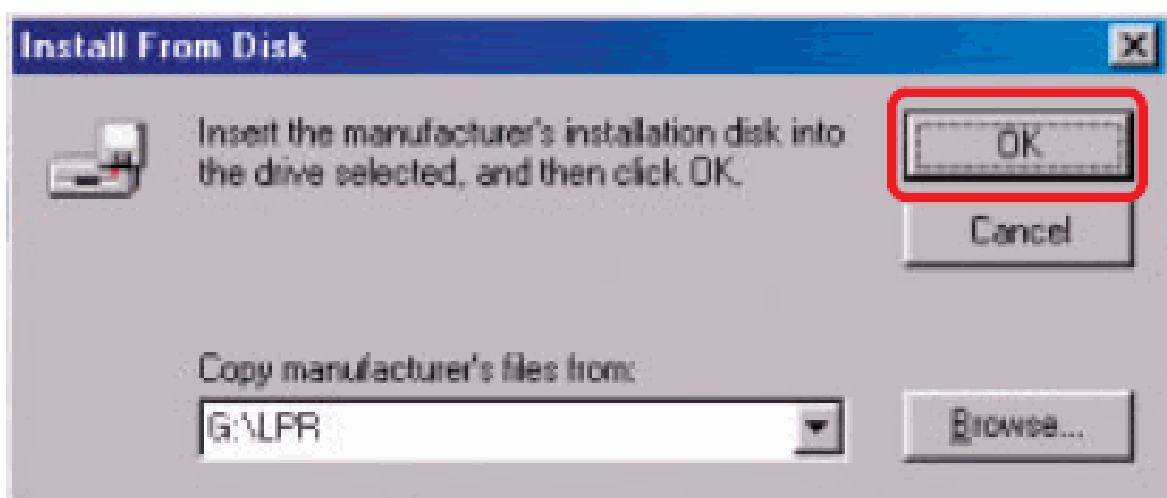 Install From Disk
Insert the manufacturer's installation disk into
the drive selected, and then click OK.
OK
Cancel
Copy manufacturer's files from:
G:\LPR
Browse...